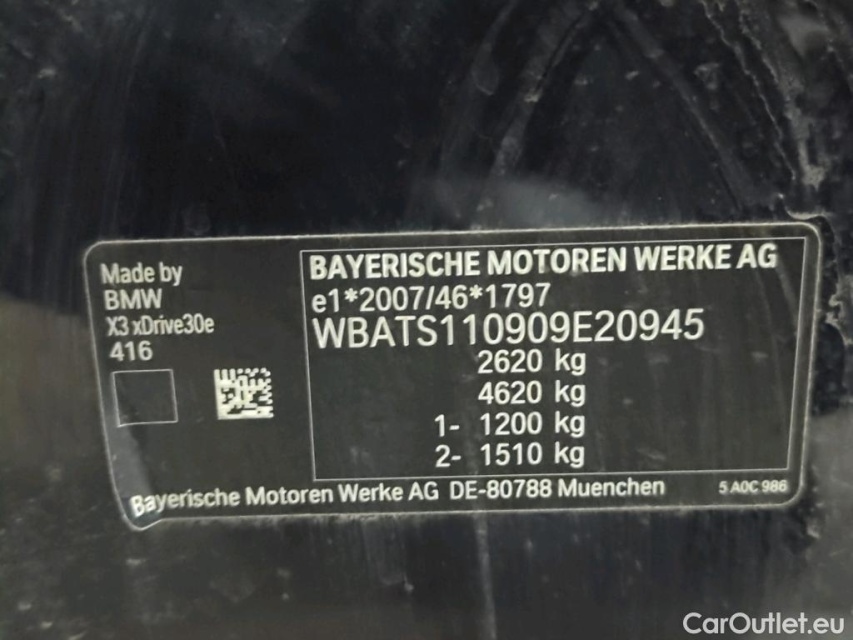 Made by
BMW
X3 xDrive30e
416
BAYERISCHE MOTOREN WERKE AG
e1*2007/46*1797
WBATS110909E20945
2620 kg
4620 kg
1- 1200 kg
2- 1510 kg
Bayerische Motoren Werke AG DE-80788 Muenchen
5 A0C 986
CarOutlet.eu